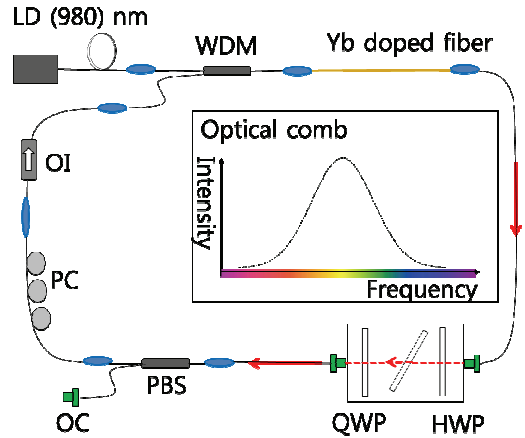 LD (980) nm
WDM
Yb doped fiber
Optical comb
Intensity
Frequency
OI
PC
PBS
OC
QWP
HWP